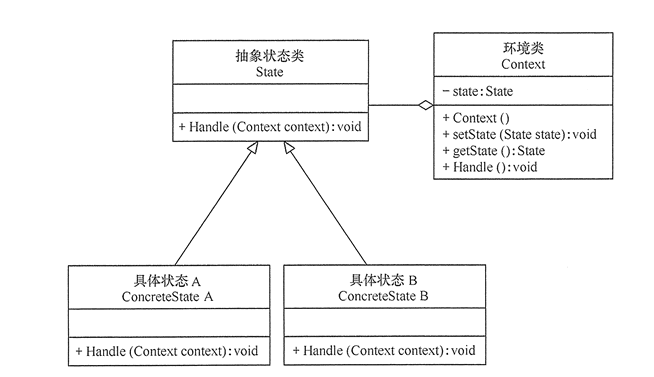 抽象状态类
State
+ Handle (Context context): void
环境类
Context
− state: State
+ Context ()
+ setState (State state): void
+ getState (): State
+ Handle (): void
具体状态 A
ConcreteState A
+ Handle (Context context): void
具体状态 B
ConcreteState B
+ Handle (Context context): void